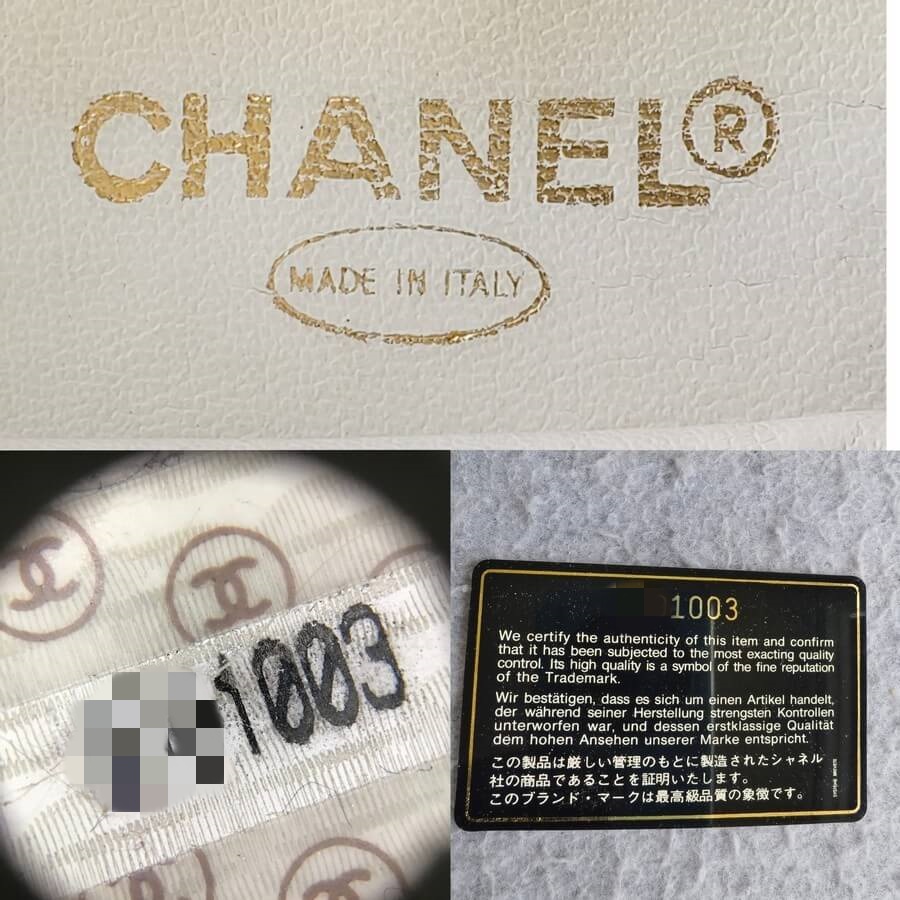 CHANEL®
MADE IN ITALY
1003
1003
We certify the authenticity of this item and confirm
that it has been subjected to the most exacting quality
control. Its high quality is a symbol of the fine reputation
of the Trademark.
Wir bestätigen, dass es sich um einen Artikel handelt,
der während seiner Herstellung strengsten Kontrollen
unterworfen war, und dessen erstklassige Qualität
dem hohen Ansehen unserer Marke entspricht.
この製品は厳しい管理のもとに製造されたシャネル
社の商品であることを証明いたします。
このブランド・マークは最高級品質の象徴です。